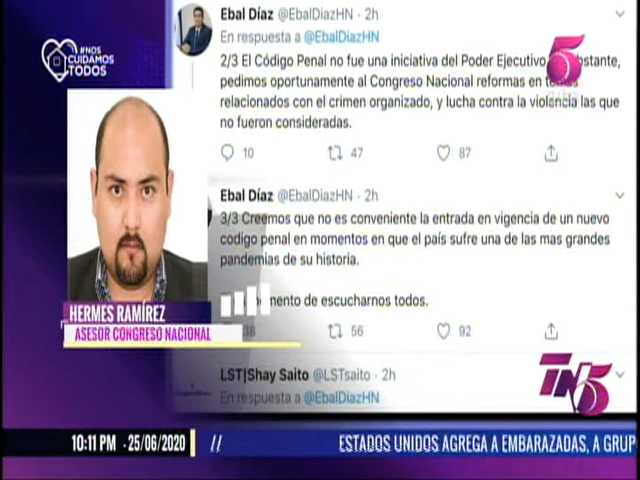 #NOS
CUIDAMOS
TODOS
Ebal Díaz @EbalDiazHN · 2h
En respuesta a @EbalDiazHN
2/3 El Código Penal no fue una iniciativa del Poder Ejecutivo
pedimos oportunamente al Congreso Nacional reformas en
relacionados con el crimen organizado, y lucha contra la violencia las que
no fueron consideradas.
10 47 87
Ebal Díaz @EbalDiazHN · 2h
3/3 Creemos que no es conveniente la entrada en vigencia de un nuevo
codigo penal en momentos en que el país sufre una de las mas grandes
pandemias de su historia.
de escucharnos todos.
38 56 92
LST|Shay Saito @LSTsaito · 2h
En respuesta a @EbalDiazHN
5
HERMES RAMÍREZ
ASESOR CONGRESO NACIONAL
TN5
10:11 PM - 25/06/2020 // ESTADOS UNIDOS AGREGA A EMBARAZADAS, A GRUP